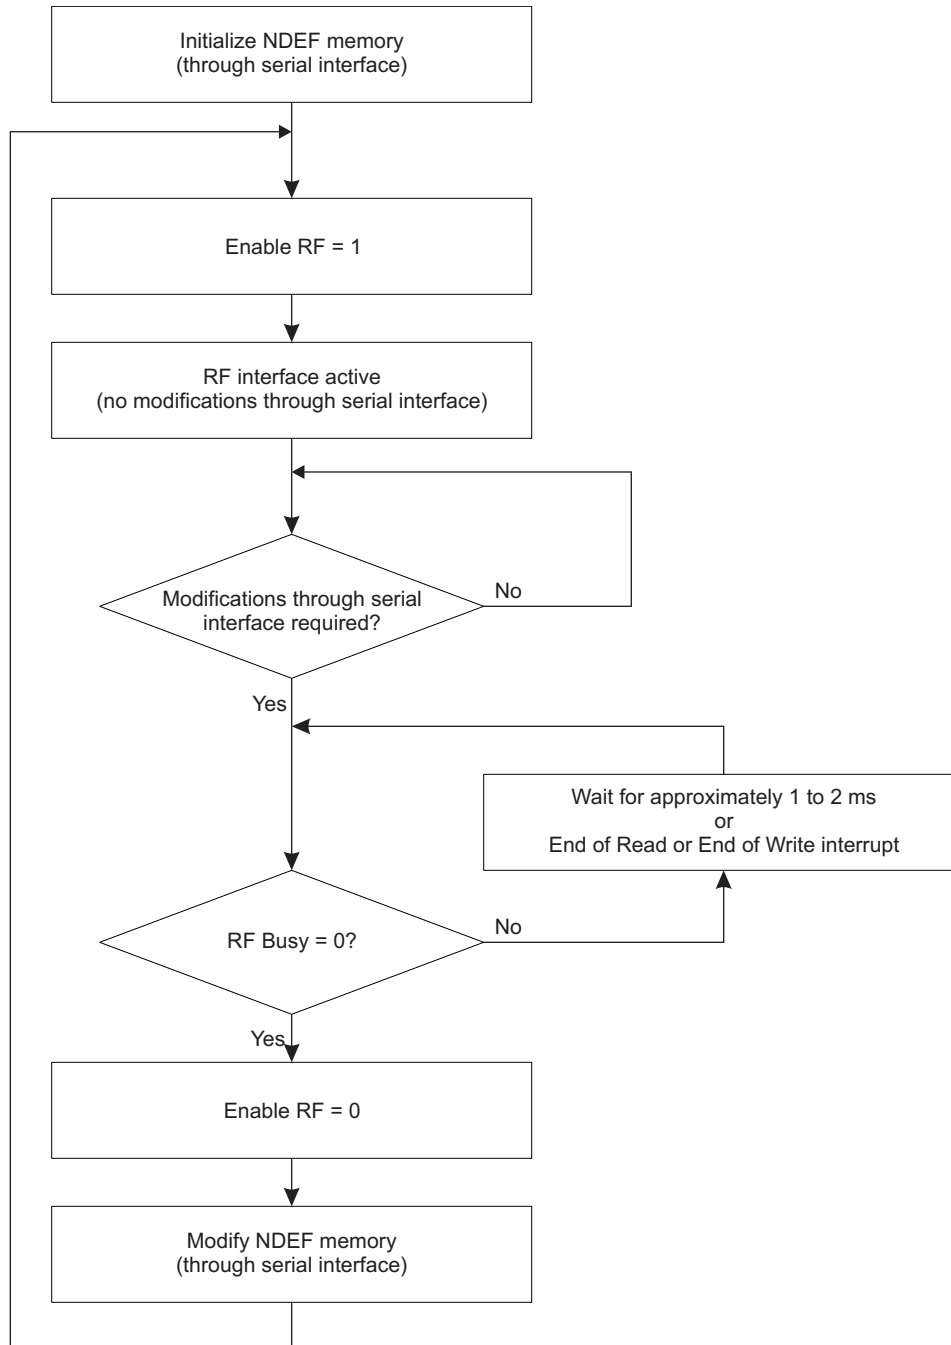 Initialize NDEF memory
(through serial interface)
Enable RF = 1
RF interface active
(no modifications through serial interface)
Modifications through serial
interface required?
No
Yes
Wait for approximately 1 to 2 ms
or
End of Read or End of Write interrupt
RF Busy = 0?
No
Yes
Enable RF = 0
Modify NDEF memory
(through serial interface)